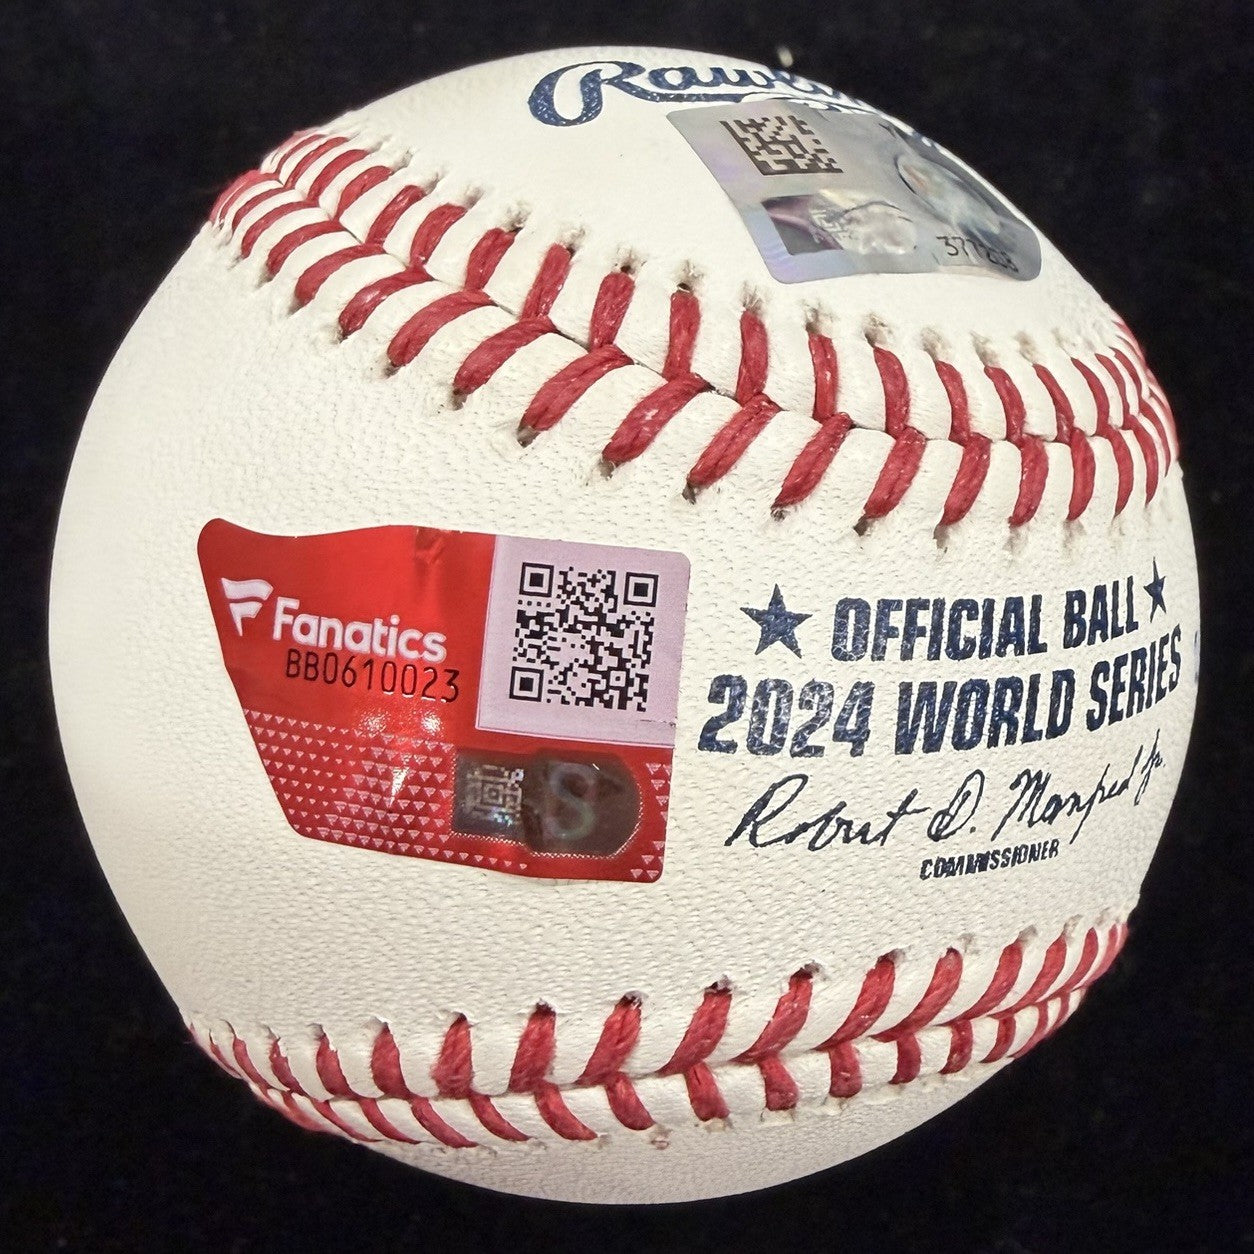 Fanatics
BB0610023
OFFICIAL BALL
2024 WORLD SERIES
Robert D. Manfred Jr.
COMMISSIONER